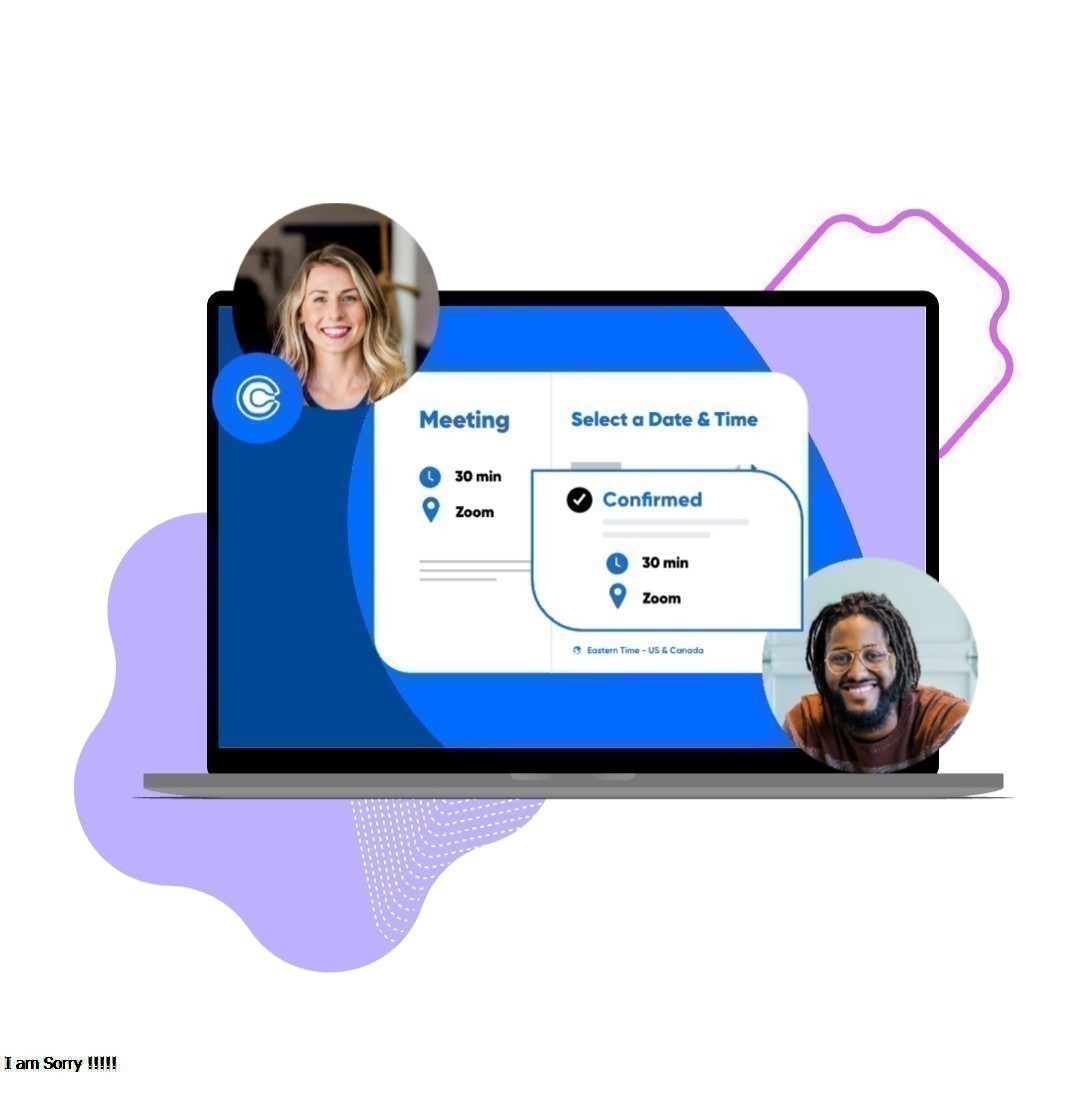 Meeting
30 min
Zoom
Select a Date & Time
Confirmed
30 min
Zoom
Eastern Time - US & Canada
I am Sorry !!!!!